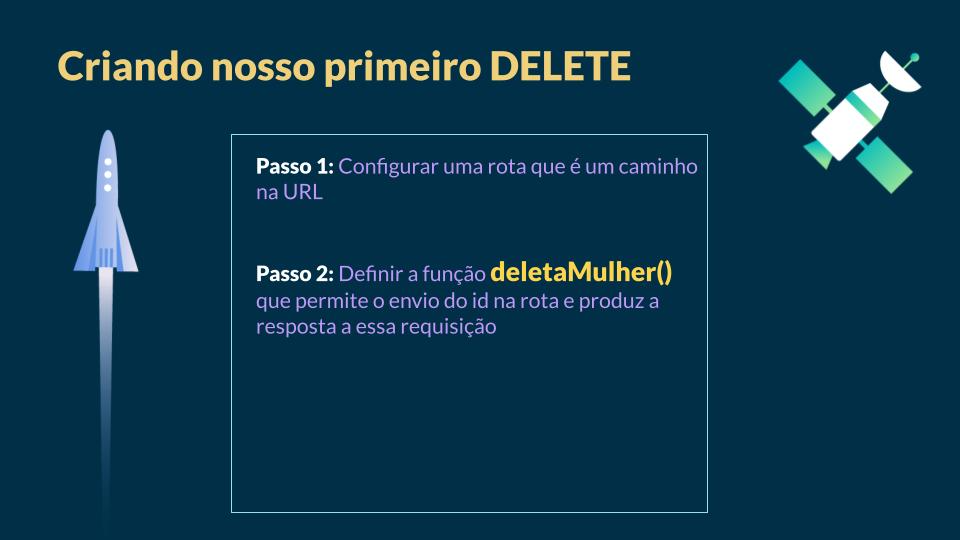 Criando nosso primeiro DELETE
Passo 1: Configurar uma rota que é um caminho
na URL
Passo 2: Definir a função deletaMulher()
que permite o envio do id na rota e produz a
resposta a essa requisição